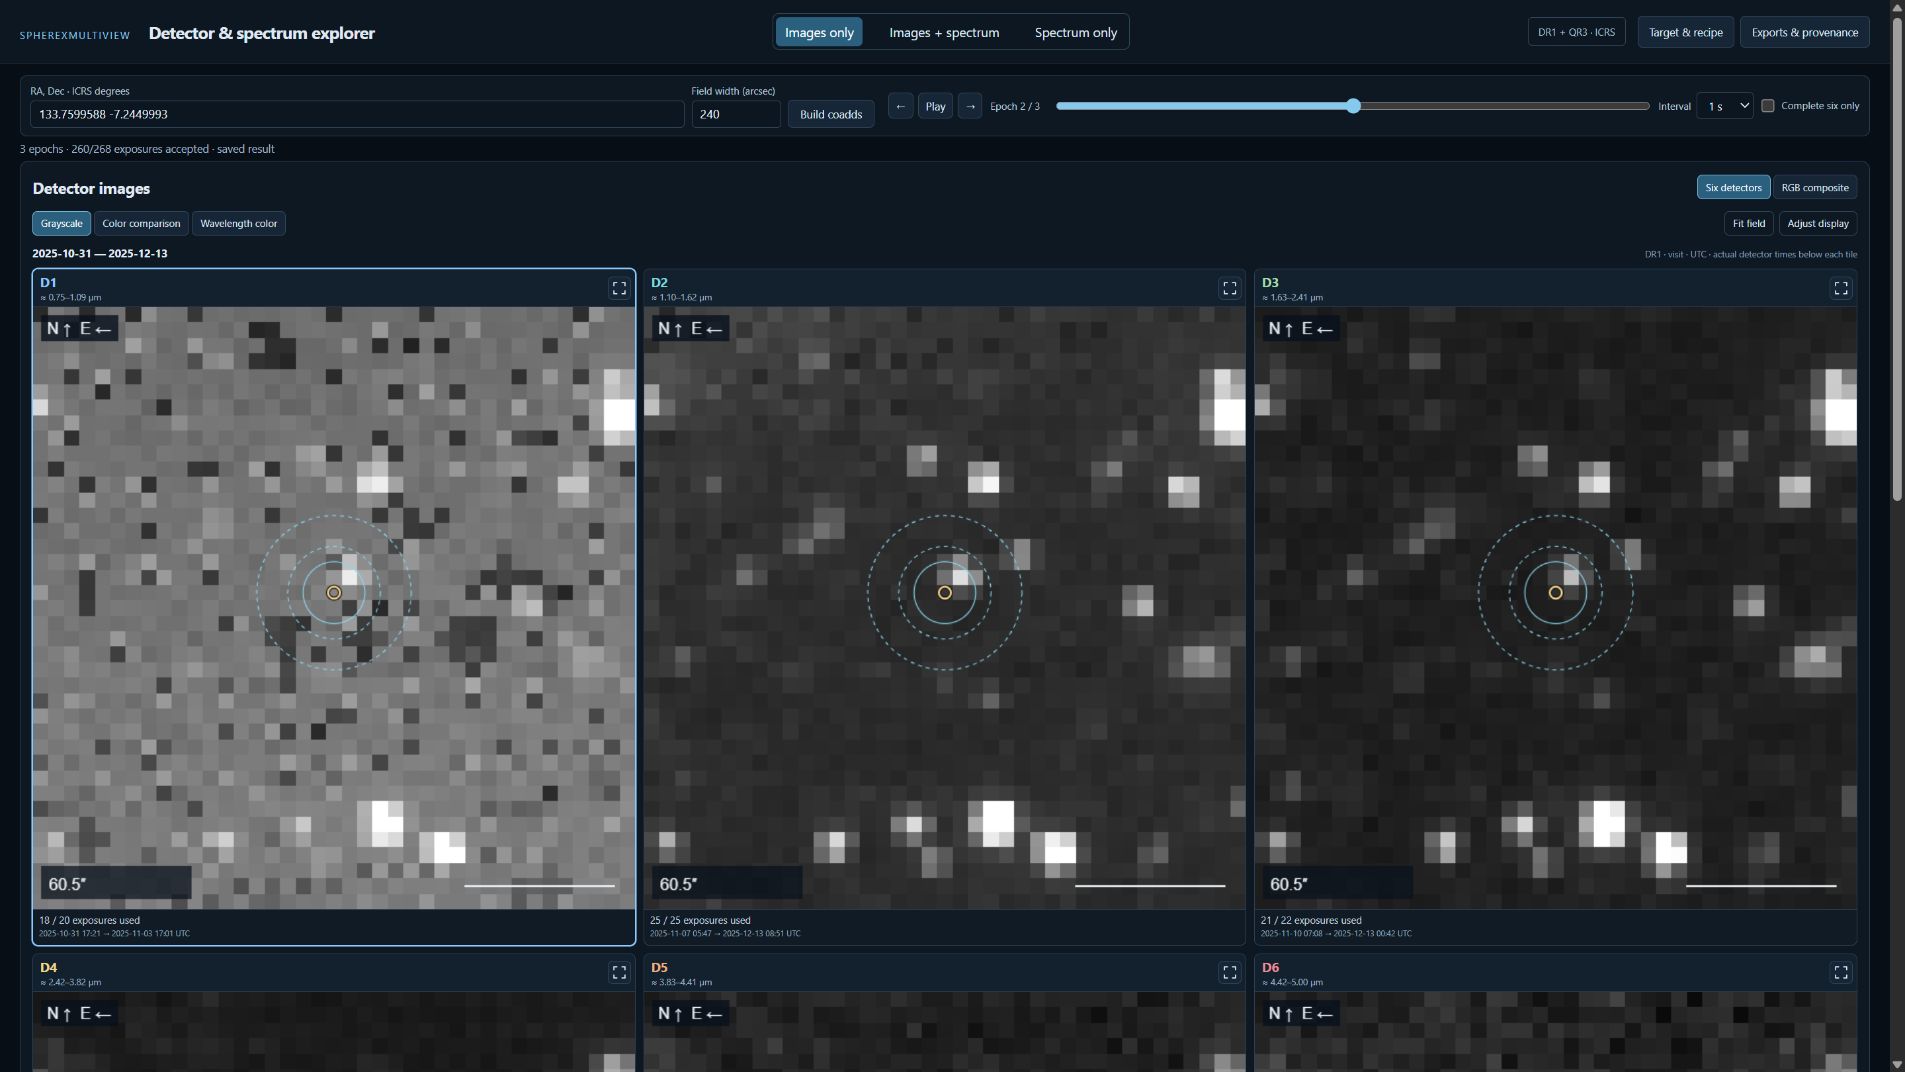 SPHEREXMULTIVIEW Detector & spectrum explorer Images only Images + spectrum Spectrum only DR1 + QR3 · ICRS Target & recipe Exports & provenance
RA, Dec · ICRS degrees Field width (arcsec)
133.7599588 -7.2449993 240 Build coadds ← Play → Epoch 2 / 3 Interval 1 s Complete six only
3 epochs · 260/268 exposures accepted · saved result
Detector images Six detectors RGB composite
Grayscale Color comparison Wavelength color Fit field Adjust display
2025-10-31 — 2025-12-13 DR1 · visit · UTC · actual detector times below each tile
D1
≈ 0.75–1.09 µm
N↑ E←
60.5″
18 / 20 exposures used
2025-10-31 17:21 → 2025-11-03 17:01 UTC
D2
≈ 1.10–1.62 µm
N↑ E←
60.5″
25 / 25 exposures used
2025-11-07 05:47 → 2025-12-13 08:51 UTC
D3
≈ 1.63–2.41 µm
N↑ E←
60.5″
21 / 22 exposures used
2025-11-10 07:08 → 2025-12-13 00:42 UTC
D4
≈ 2.42–3.82 µm
N↑ E←
D5
≈ 3.83–4.41 µm
N↑ E←
D6
≈ 4.42–5.00 µm
N↑ E←